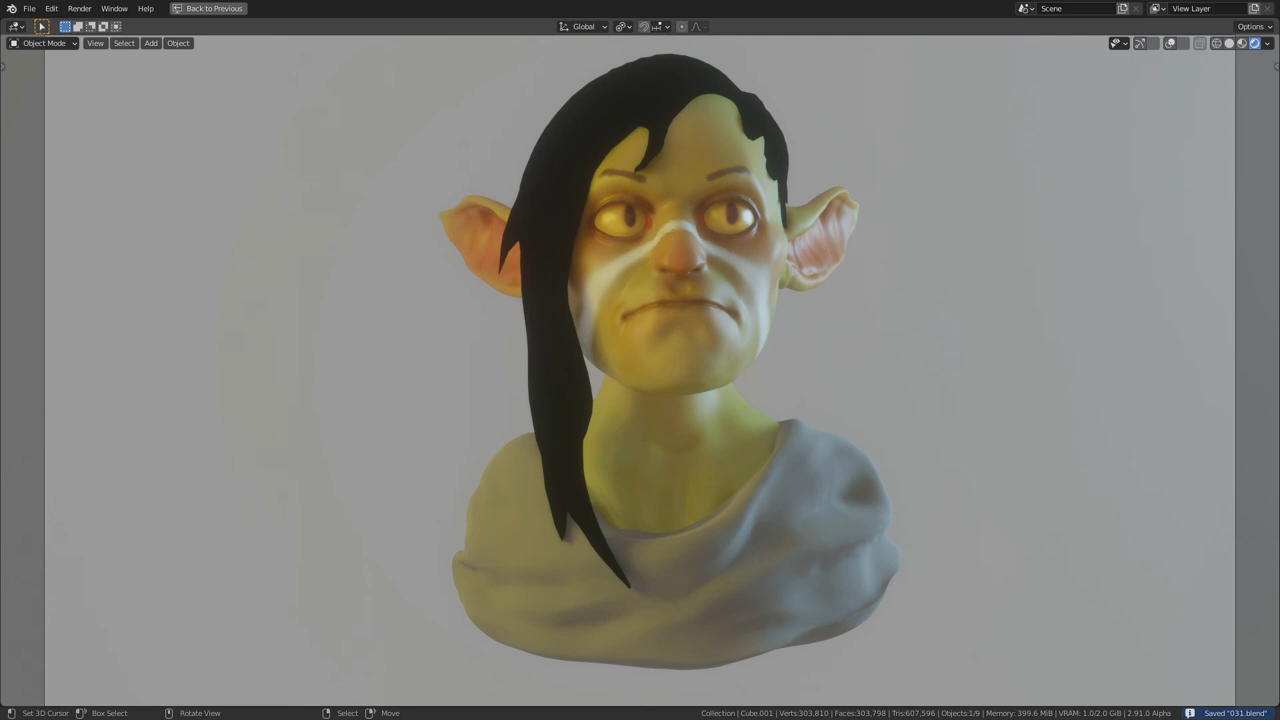 File Edit Render Window Help Back to Previous Scene View Layer
Global Options
Object Mode View Select Add Object
Set 3D Cursor Box Select Rotate View Select Move Collection | Cube.001 | Verts:303,810 | Faces:303,798 | Tris:607,596 | Objects:1/9 | Memory: 399.6 MiB | VRAM: 1.0/2.0 GiB | 2.91.0 Alpha Saved "031.blend"